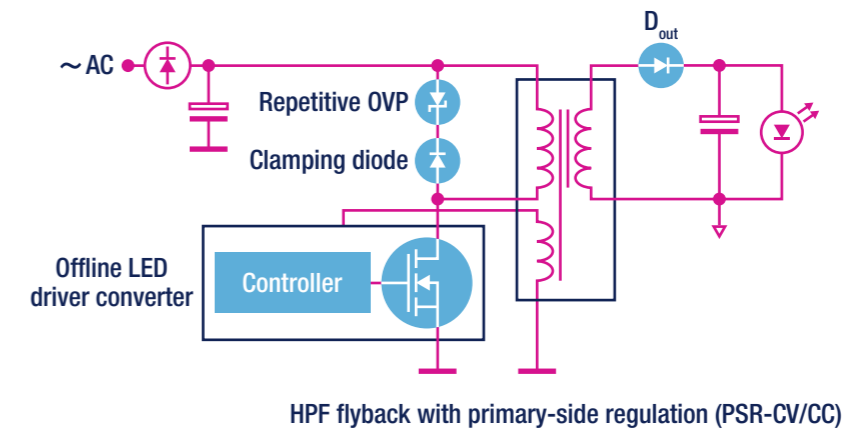 D_out
~ AC
Repetitive OVP
Clamping diode
Offline LED
driver converter
Controller
HPF flyback with primary-side regulation (PSR-CV/CC)